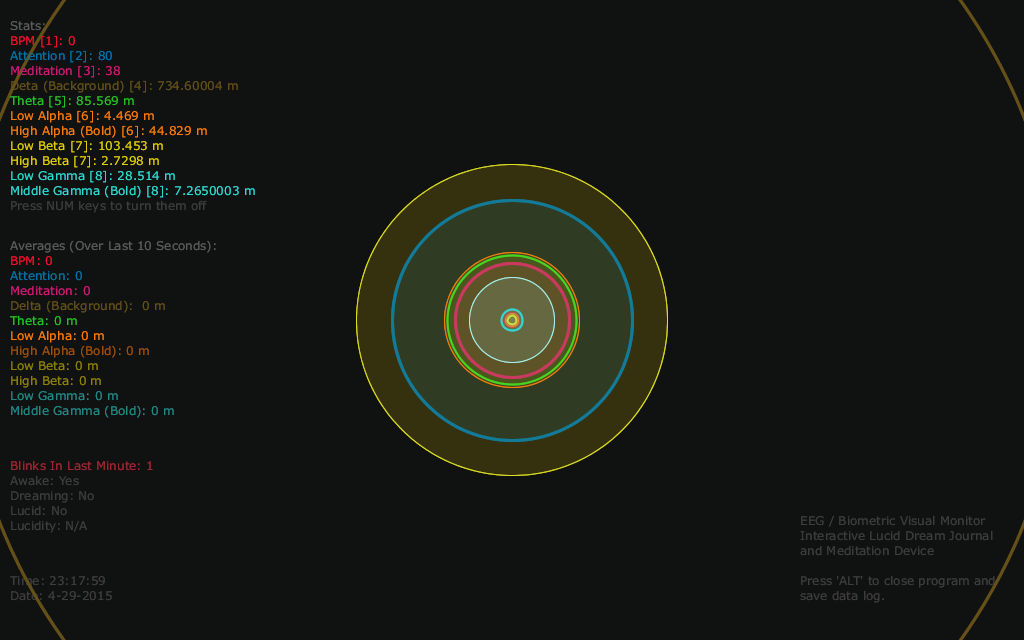 Stats:
BPM [1]: 0
Attention [2]: 80
Meditation [3]: 38
Deta (Background) [4]: 734.60004 m
Theta [5]: 85.569 m
Low Alpha [6]: 4.469 m
High Alpha (Bold) [6]: 44.829 m
Low Beta [7]: 103.453 m
High Beta [7]: 2.7298 m
Low Gamma [8]: 28.514 m
Middle Gamma (Bold) [8]: 7.2650003 m
Press NUM keys to turn them off
Averages (Over Last 10 Seconds):
BPM: 0
Attention: 0
Meditation: 0
Delta (Background):  0 m
Theta: 0 m
Low Alpha: 0 m
High Alpha (Bold): 0 m
Low Beta: 0 m
High Beta: 0 m
Low Gamma: 0 m
Middle Gamma (Bold): 0 m
Blinks In Last Minute: 1
Awake: Yes
Dreaming: No
Lucid: No
Lucidity: N/A
Time: 23:17:59
Date: 4-29-2015
EEG / Biometric Visual Monitor
Interactive Lucid Dream Journal
and Meditation Device
Press 'ALT' to close program and
save data log.